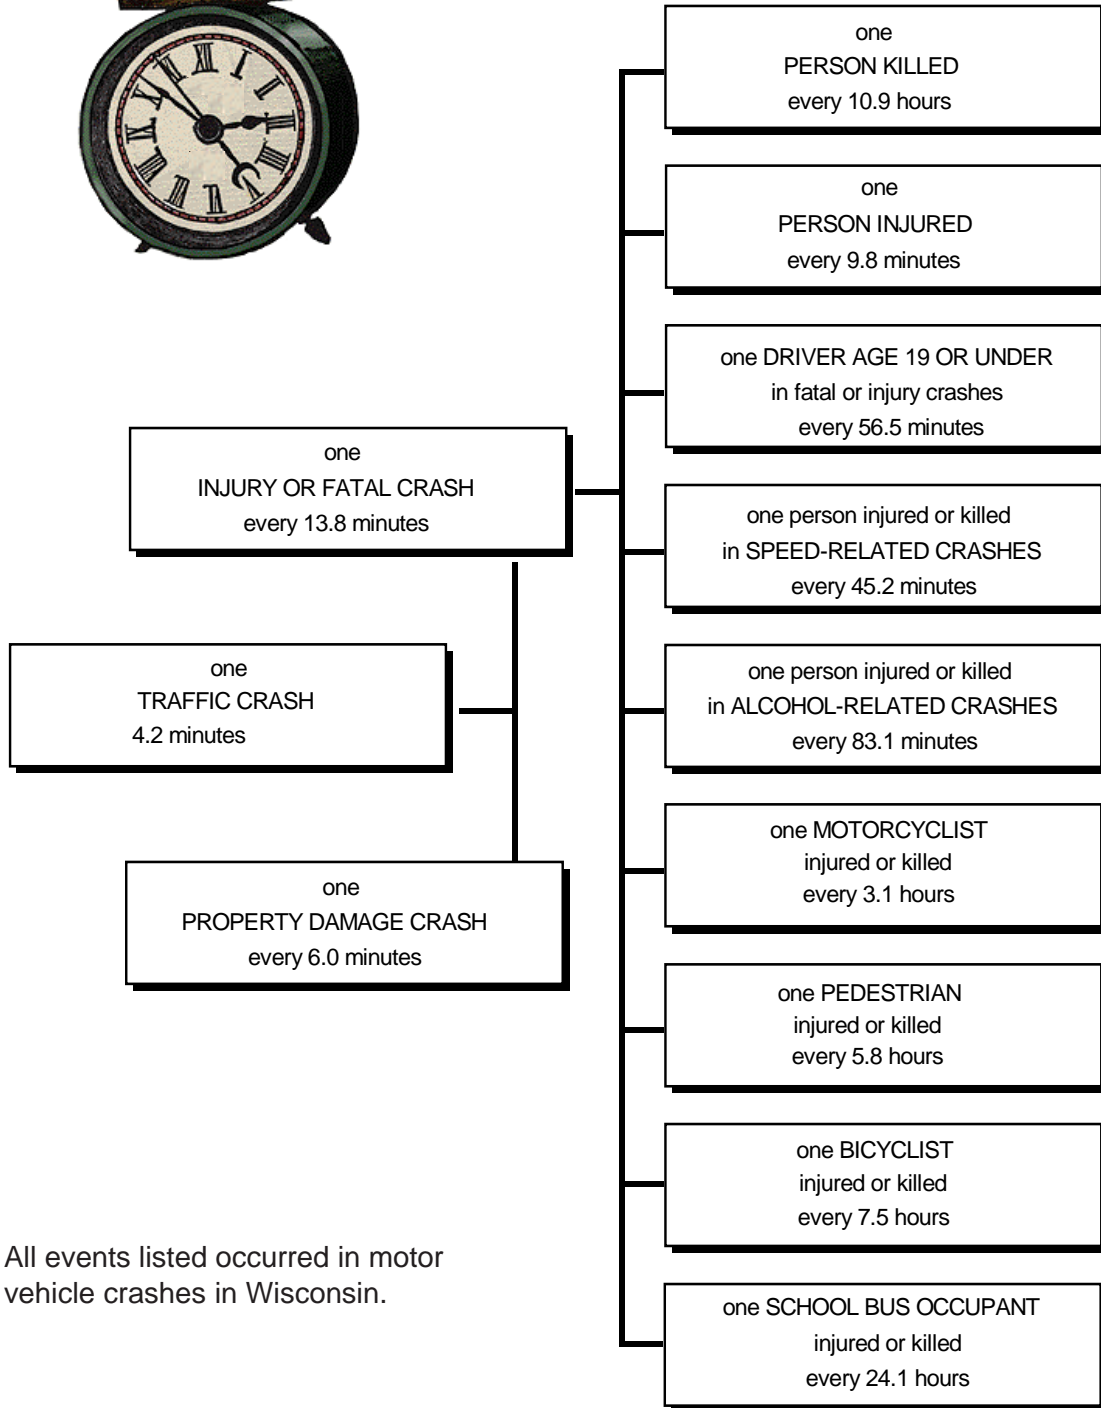 one
PERSON KILLED
every 10.9 hours
one
PERSON INJURED
every 9.8 minutes
one DRIVER AGE 19 OR UNDER
in fatal or injury crashes
every 56.5 minutes
one
INJURY OR FATAL CRASH
every 13.8 minutes
one person injured or killed
in SPEED-RELATED CRASHES
every 45.2 minutes
one
TRAFFIC CRASH
4.2 minutes
one person injured or killed
in ALCOHOL-RELATED CRASHES
every 83.1 minutes
one MOTORCYCLIST
injured or killed
every 3.1 hours
one
PROPERTY DAMAGE CRASH
every 6.0 minutes
one PEDESTRIAN
injured or killed
every 5.8 hours
one BICYCLIST
injured or killed
every 7.5 hours
All events listed occurred in motor
vehicle crashes in Wisconsin.
one SCHOOL BUS OCCUPANT
injured or killed
every 24.1 hours